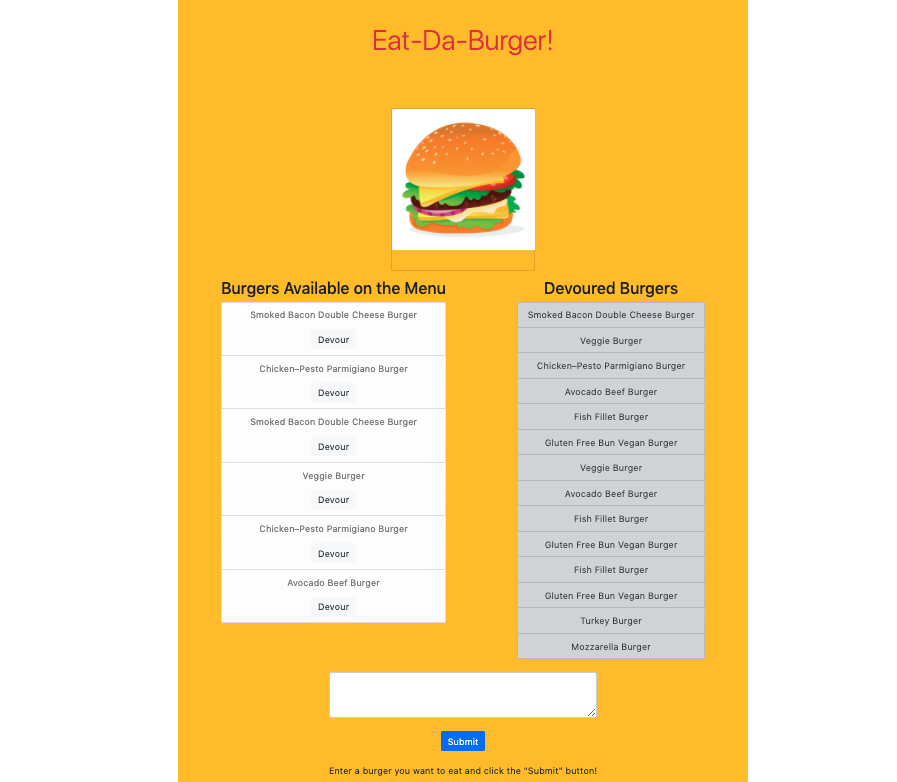 Eat-Da-Burger!
Burgers Available on the Menu
Smoked Bacon Double Cheese Burger
Devour
Chicken–Pesto Parmigiano Burger
Devour
Smoked Bacon Double Cheese Burger
Devour
Veggie Burger
Devour
Chicken–Pesto Parmigiano Burger
Devour
Avocado Beef Burger
Devour
Devoured Burgers
Smoked Bacon Double Cheese Burger
Veggie Burger
Chicken–Pesto Parmigiano Burger
Avocado Beef Burger
Fish Fillet Burger
Gluten Free Bun Vegan Burger
Veggie Burger
Avocado Beef Burger
Fish Fillet Burger
Gluten Free Bun Vegan Burger
Fish Fillet Burger
Gluten Free Bun Vegan Burger
Turkey Burger
Mozzarella Burger
Submit
Enter a burger you want to eat and click the "Submit" button!